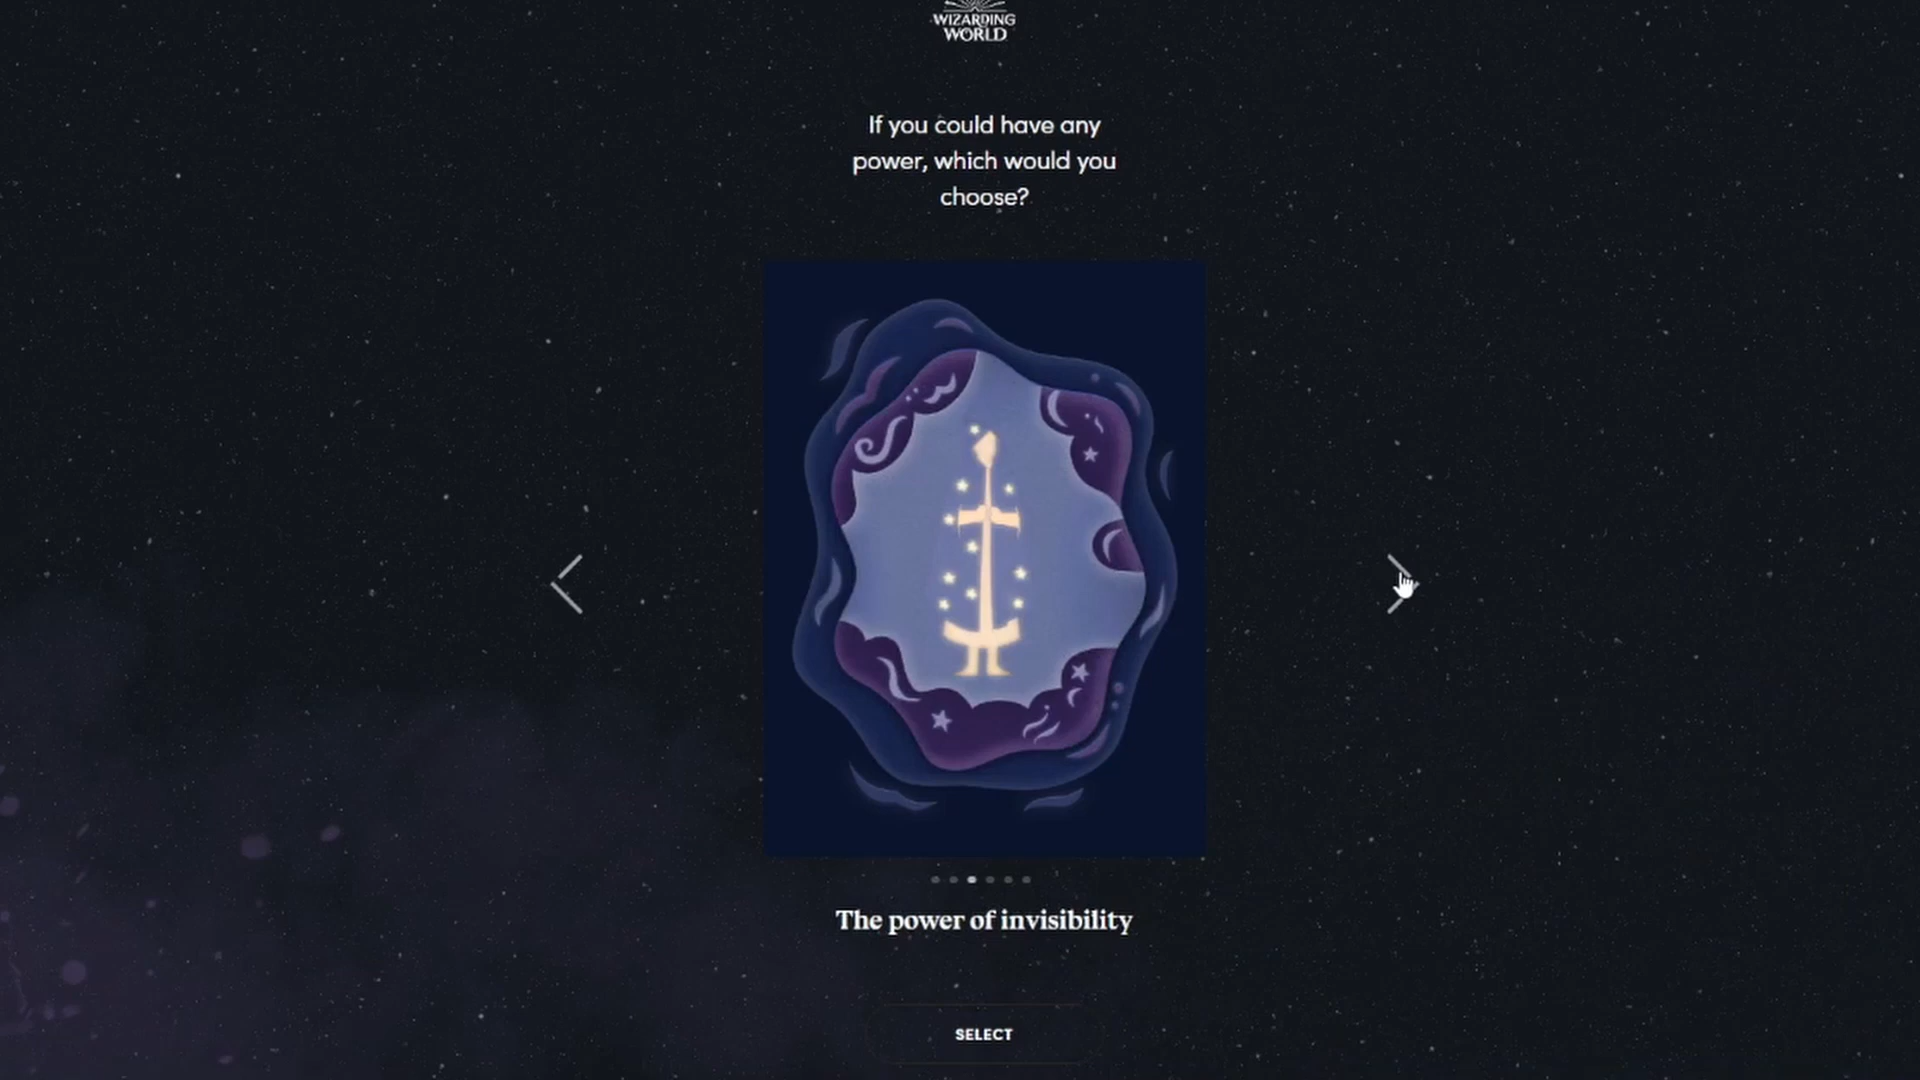 WIZARDING
WORLD
If you could have any
power, which would you
choose?
The power of invisibility
SELECT